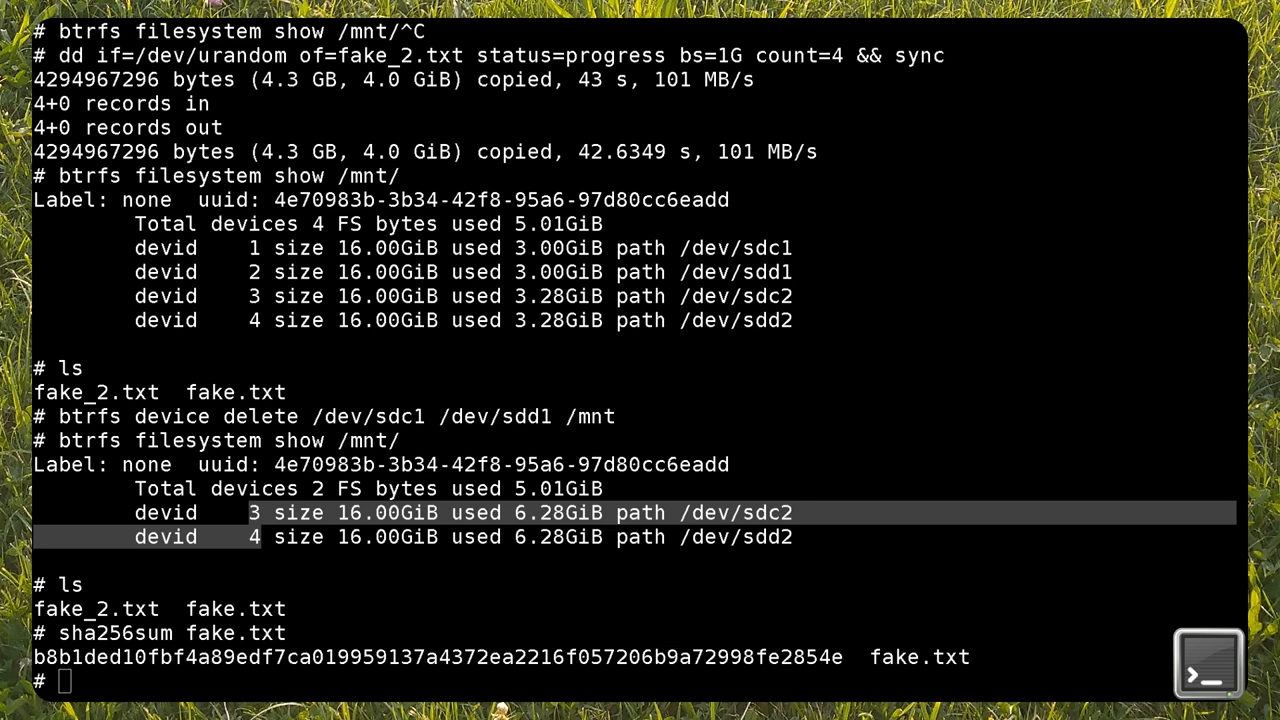 # btrfs filesystem show /mnt/^C
# dd if=/dev/urandom of=fake_2.txt status=progress bs=1G count=4 && sync
4294967296 bytes (4.3 GB, 4.0 GiB) copied, 43 s, 101 MB/s
4+0 records in
4+0 records out
4294967296 bytes (4.3 GB, 4.0 GiB) copied, 42.6349 s, 101 MB/s
# btrfs filesystem show /mnt/
Label: none  uuid: 4e70983b-3b34-42f8-95a6-97d80cc6eadd
        Total devices 4 FS bytes used 5.01GiB
        devid    1 size 16.00GiB used 3.00GiB path /dev/sdc1
        devid    2 size 16.00GiB used 3.00GiB path /dev/sdd1
        devid    3 size 16.00GiB used 3.28GiB path /dev/sdc2
        devid    4 size 16.00GiB used 3.28GiB path /dev/sdd2
# ls
fake_2.txt  fake.txt
# btrfs device delete /dev/sdc1 /dev/sdd1 /mnt
# btrfs filesystem show /mnt/
Label: none  uuid: 4e70983b-3b34-42f8-95a6-97d80cc6eadd
        Total devices 2 FS bytes used 5.01GiB
        devid    3 size 16.00GiB used 6.28GiB path /dev/sdc2
        devid    4 size 16.00GiB used 6.28GiB path /dev/sdd2
# ls
fake_2.txt  fake.txt
# sha256sum fake.txt
b8b1ded10fbf4a89edf7ca019959137a4372ea2216f057206b9a72998fe2854e  fake.txt
#